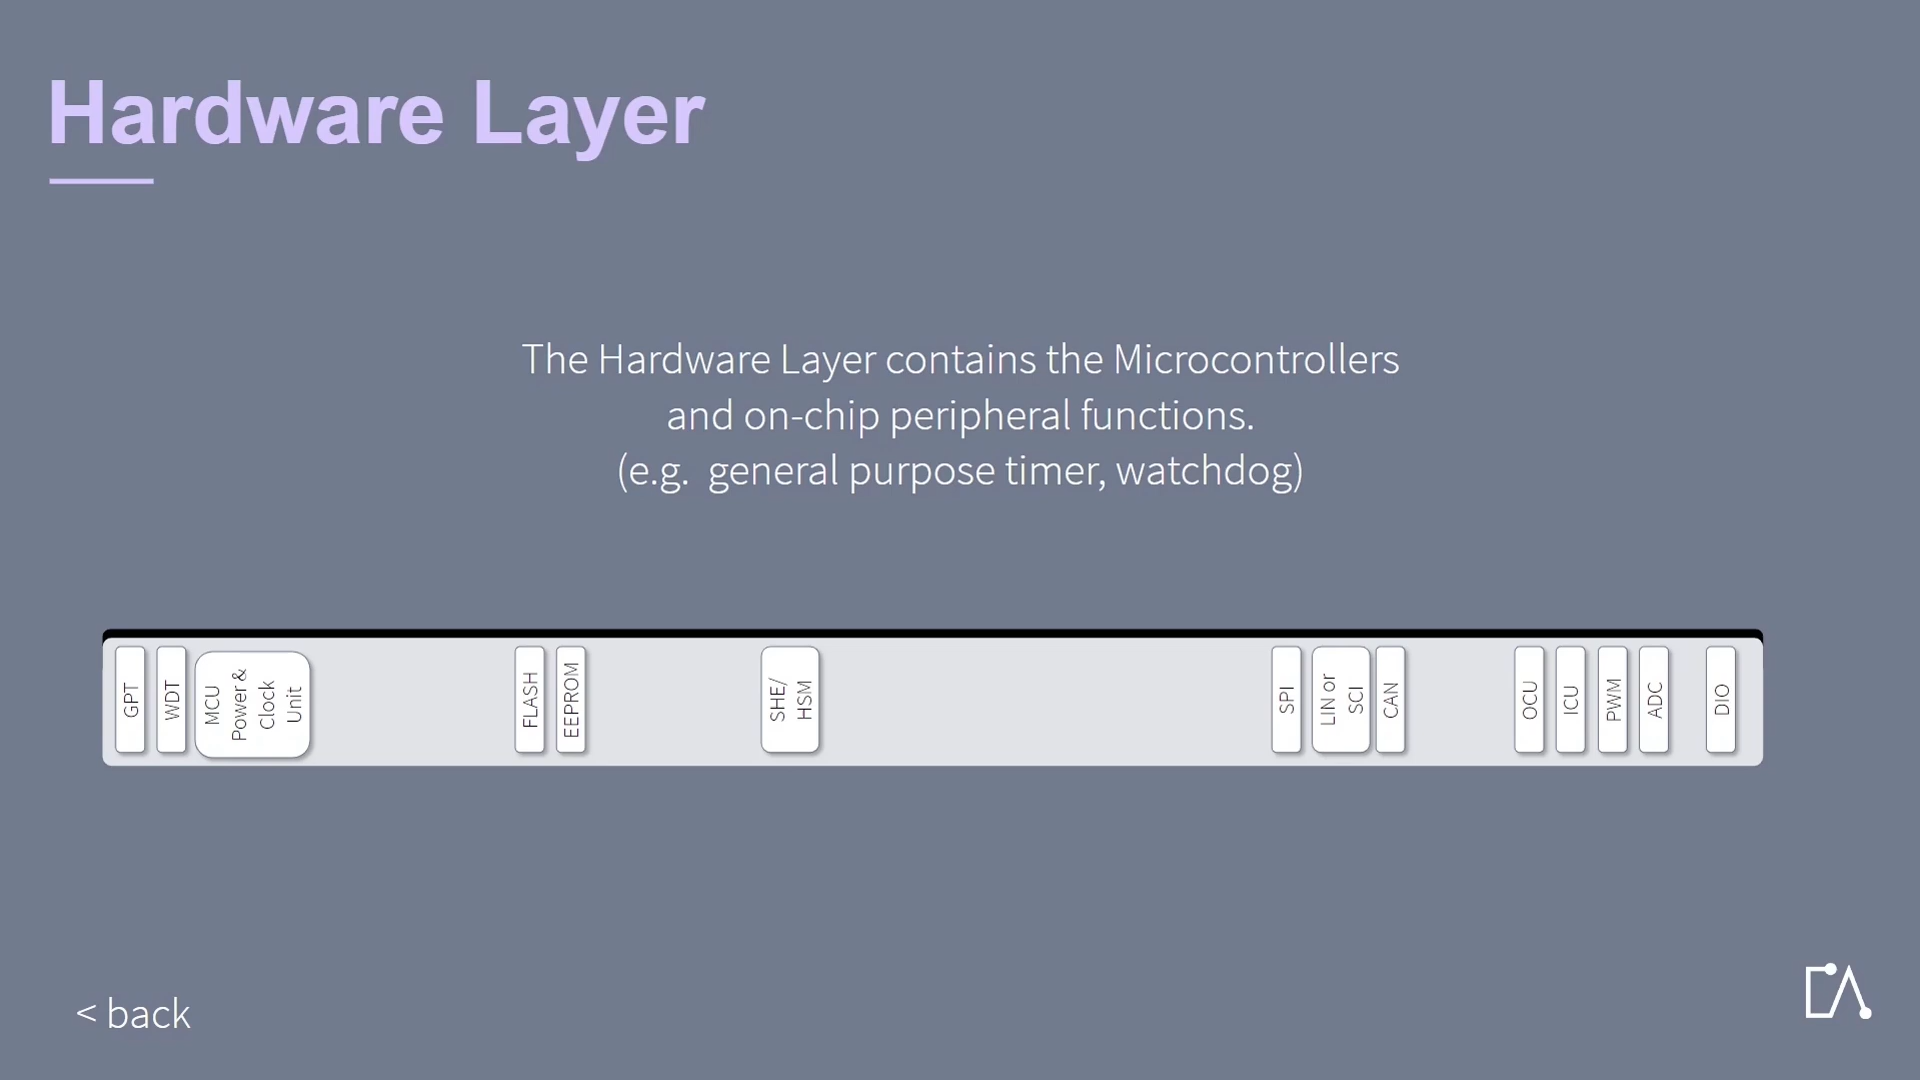 Hardware Layer
The Hardware Layer contains the Microcontrollers
and on-chip peripheral functions.
(e.g. general purpose timer, watchdog)
GPT
WDT
MCU
Power &
Clock
Unit
FLASH
EEPROM
SHE/
HSM
SPI
LIN or
SCI
CAN
OCU
ICU
PWM
ADC
DIO
< back